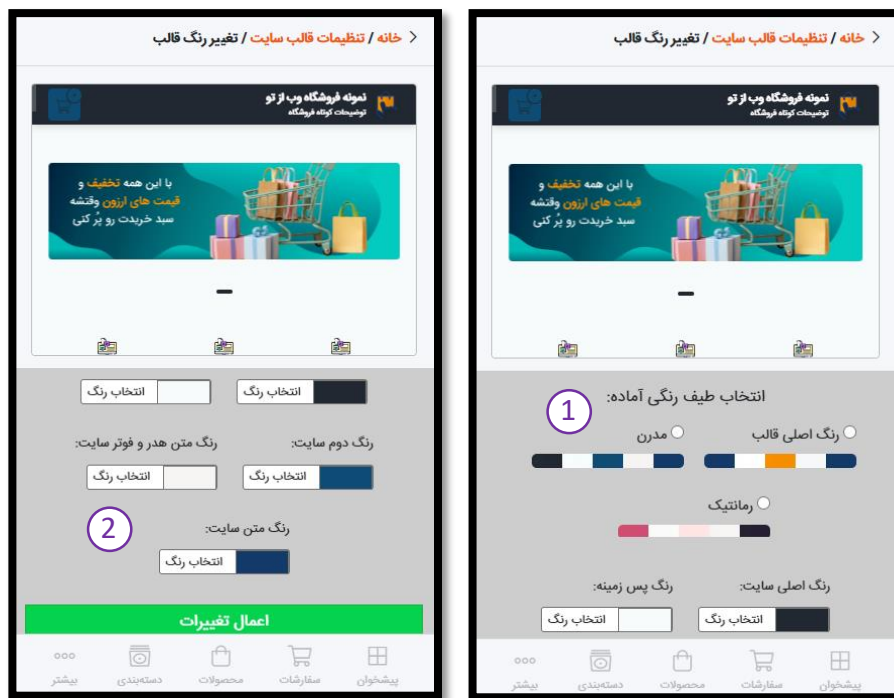 خانه / تنظیمات قالب سایت / تغییر رنگ قالب
نمونه فروشگاه وب از تو
توضیحات کوتاه فروشگاه
با این همه تخفیف و
قیمت های ارزون وقتشه
سبد خریدت رو پُر کنی
انتخاب طیف رنگی آماده:
1
رنگ اصلی قالب
مدرن
رمانتیک
رنگ اصلی سایت:
رنگ پس زمینه:
انتخاب رنگ
انتخاب رنگ
پیشخوان
سفارشات
محصولات
دسته‌بندی
بیشتر
خانه / تنظیمات قالب سایت / تغییر رنگ قالب
نمونه فروشگاه وب از تو
توضیحات کوتاه فروشگاه
با این همه تخفیف و
قیمت های ارزون وقتشه
سبد خریدت رو پُر کنی
انتخاب رنگ
انتخاب رنگ
رنگ دوم سایت:
رنگ متن هدر و فوتر سایت:
انتخاب رنگ
انتخاب رنگ
2
رنگ متن سایت:
انتخاب رنگ
اعمال تغییرات
پیشخوان
سفارشات
محصولات
دسته‌بندی
بیشتر